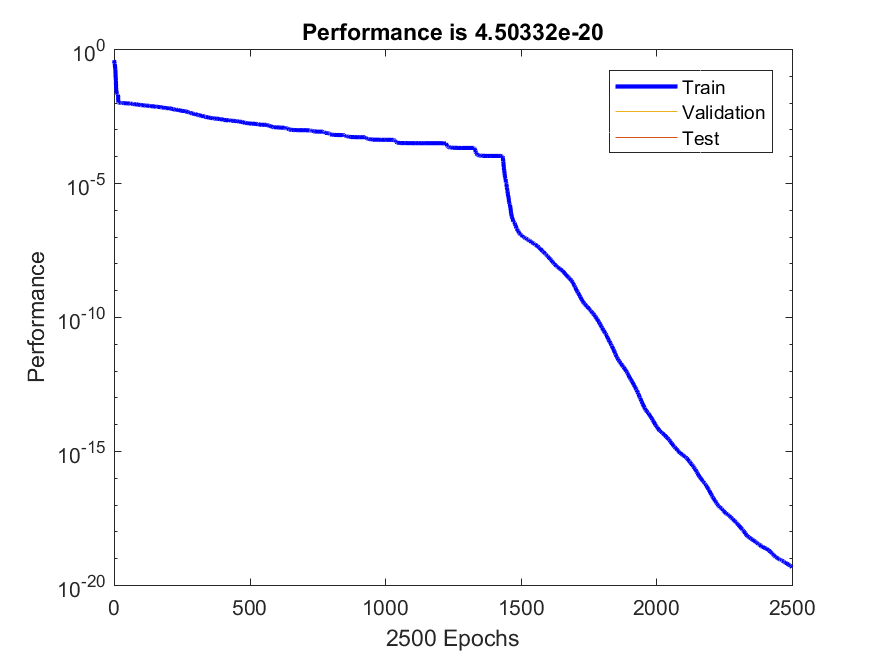 Performance is 4.50332e-20
10^0
10^-5
10^-10
10^-15
10^-20
Performance
Train
Validation
Test
0 500 1000 1500 2000 2500
2500 Epochs